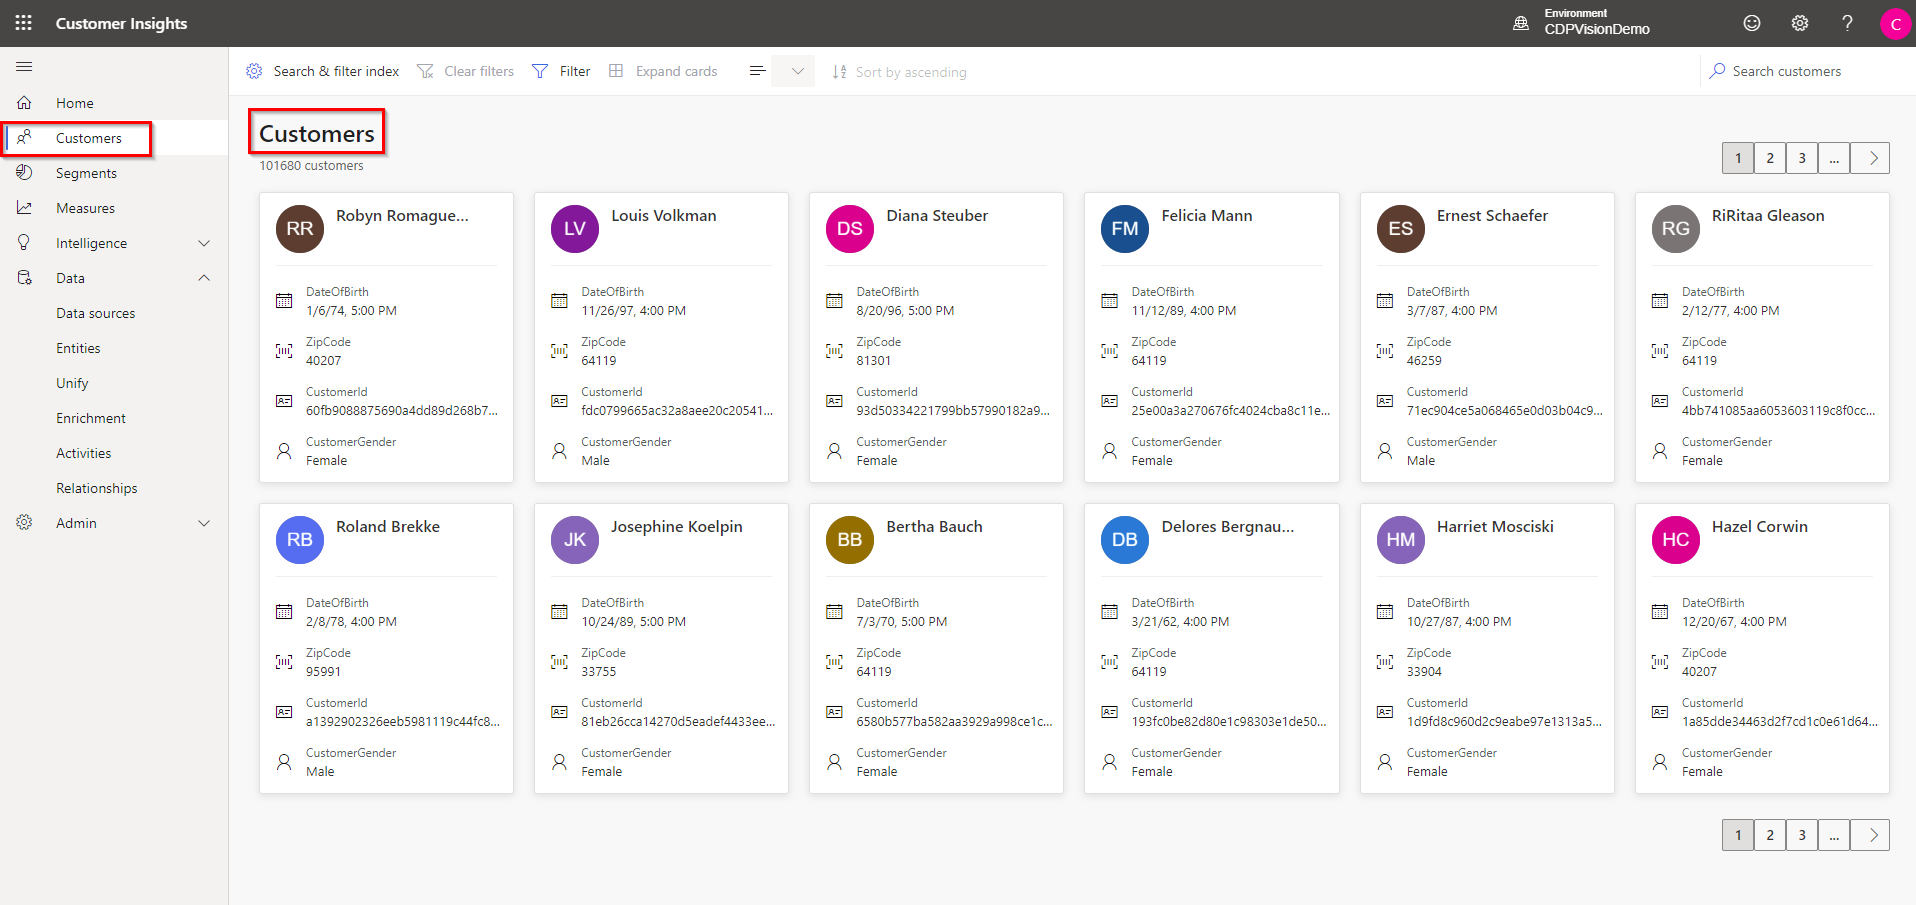 Customer Insights
Environment
CDPVisionDemo
?
C
Search & filter index
Clear filters
Filter
Expand cards
Sort by ascending
Search customers
Home
Customers
Segments
Measures
Intelligence
Data
Data sources
Entities
Unify
Enrichment
Activities
Relationships
Admin
Customers
101680 customers
1 2 3 ...
RR Robyn Romague...
DateOfBirth
1/6/74, 5:00 PM
ZipCode
40207
CustomerId
60fb9088875690a4dd89d268b7...
CustomerGender
Female
LV Louis Volkman
DateOfBirth
11/26/97, 4:00 PM
ZipCode
64119
CustomerId
fdc0799665ac32a8aee20c20541...
CustomerGender
Male
DS Diana Steuber
DateOfBirth
8/20/96, 5:00 PM
ZipCode
81301
CustomerId
93d50334221799bb57990182a9...
CustomerGender
Female
FM Felicia Mann
DateOfBirth
11/12/89, 4:00 PM
ZipCode
64119
CustomerId
25e00a3a270676fc4024cba8c11e...
CustomerGender
Female
ES Ernest Schaefer
DateOfBirth
3/7/87, 4:00 PM
ZipCode
46259
CustomerId
71ec904ce5a068465e0d03b04c9...
CustomerGender
Male
RG RiRitaa Gleason
DateOfBirth
2/12/77, 4:00 PM
ZipCode
64119
CustomerId
4bb741085aa6053603119c8f0cc...
CustomerGender
Female
RB Roland Brekke
DateOfBirth
2/8/78, 4:00 PM
ZipCode
95991
CustomerId
a1392902326eeb5981119c44fc8...
CustomerGender
Male
JK Josephine Koelpin
DateOfBirth
10/24/89, 5:00 PM
ZipCode
33755
CustomerId
81eb26cca14270d5eadef4433ee...
CustomerGender
Female
BB Bertha Bauch
DateOfBirth
7/3/70, 5:00 PM
ZipCode
64119
CustomerId
6580b577ba582aa3929a998ce1c...
CustomerGender
Female
DB Delores Bergnau...
DateOfBirth
3/21/62, 4:00 PM
ZipCode
64119
CustomerId
193fc0be82d80e1c98303e1de50...
CustomerGender
Female
HM Harriet Mosciski
DateOfBirth
10/27/87, 4:00 PM
ZipCode
33904
CustomerId
1d9fd8c960d2c9eabe97e1313a5...
CustomerGender
Female
HC Hazel Corwin
DateOfBirth
12/20/67, 4:00 PM
ZipCode
40207
CustomerId
1a85dde34463d2f7cd1c0e61d64...
CustomerGender
Female
1 2 3 ...